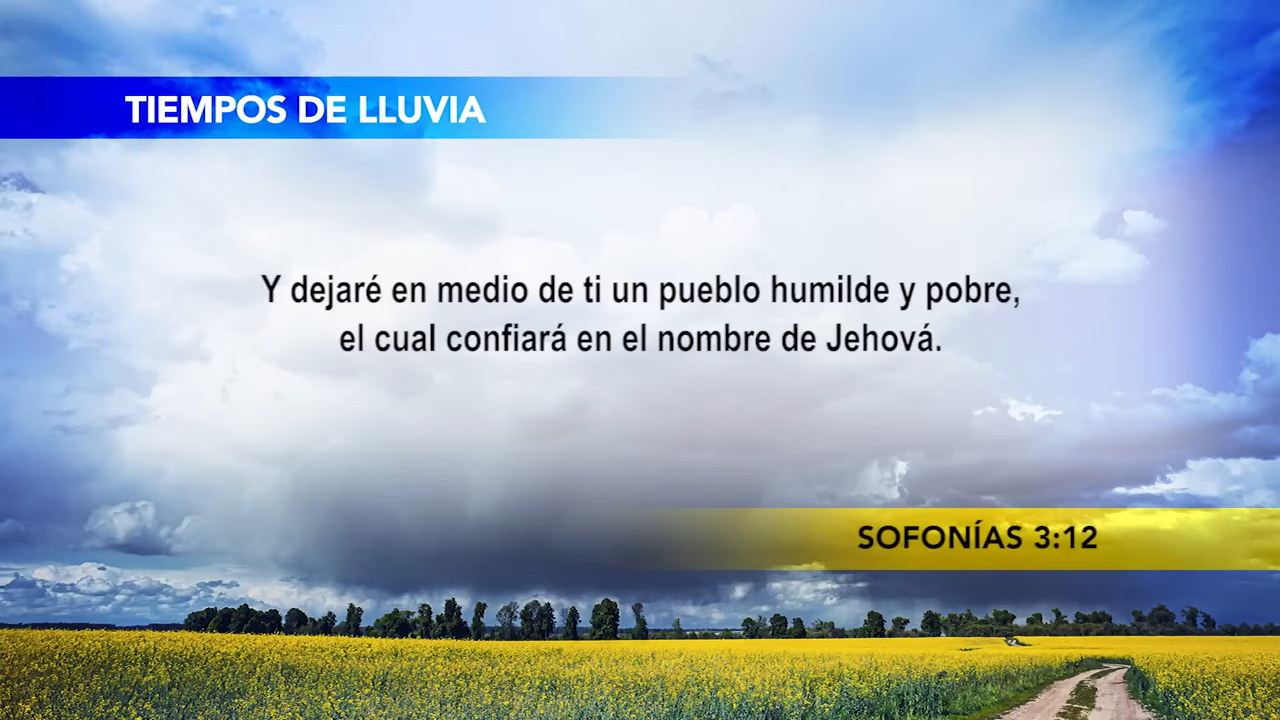 TIEMPOS DE LLUVIA
Y dejaré en medio de ti un pueblo humilde y pobre,
el cual confiará en el nombre de Jehová.
SOFONÍAS 3:12